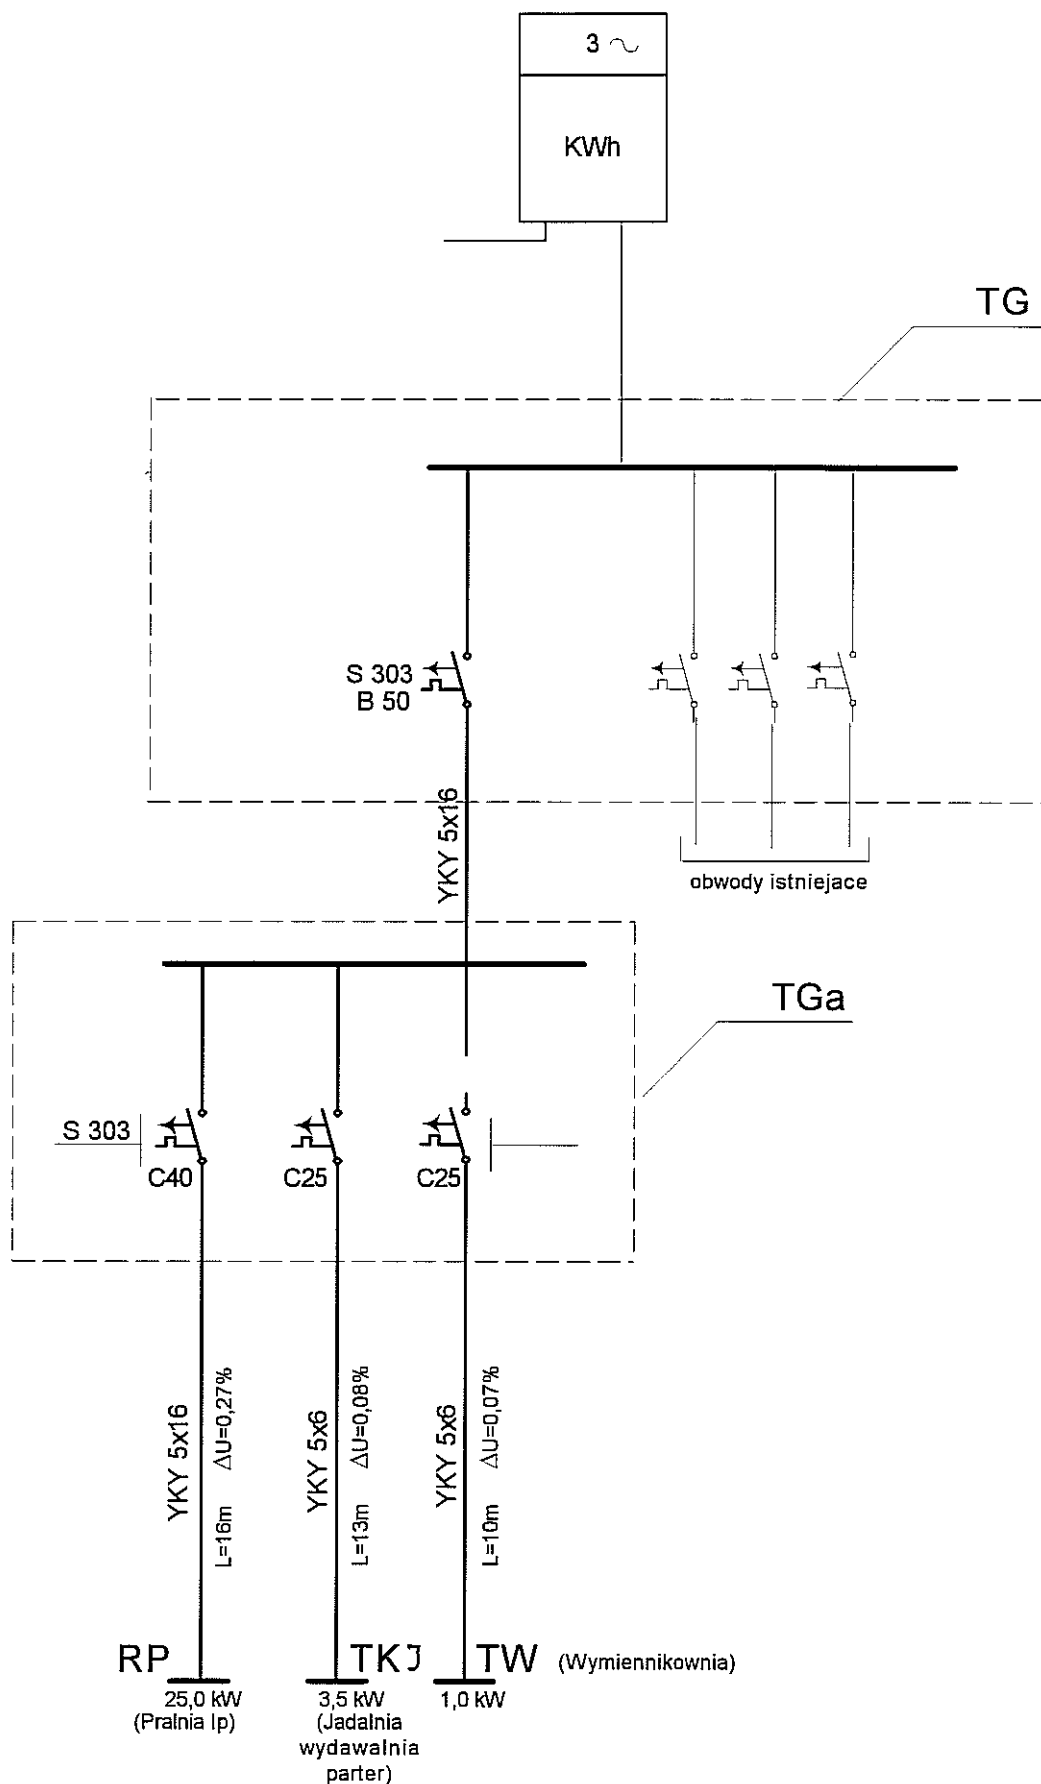 3 ~
KWh
TG
S 303
B 50
YKY 5x16
obwody istniejace
TGa
S 303
C40
C25
C25
YKY 5x16
L=16m ΔU=0,27%
YKY 5x6
L=13m ΔU=0,08%
YKY 5x6
L=10m ΔU=0,07%
RP
25,0 kW
(Pralnia Ip)
TKJ
3,5 kW
(Jadalnia
wydawalnia
parter)
TW (Wymiennikownia)
1,0 kW